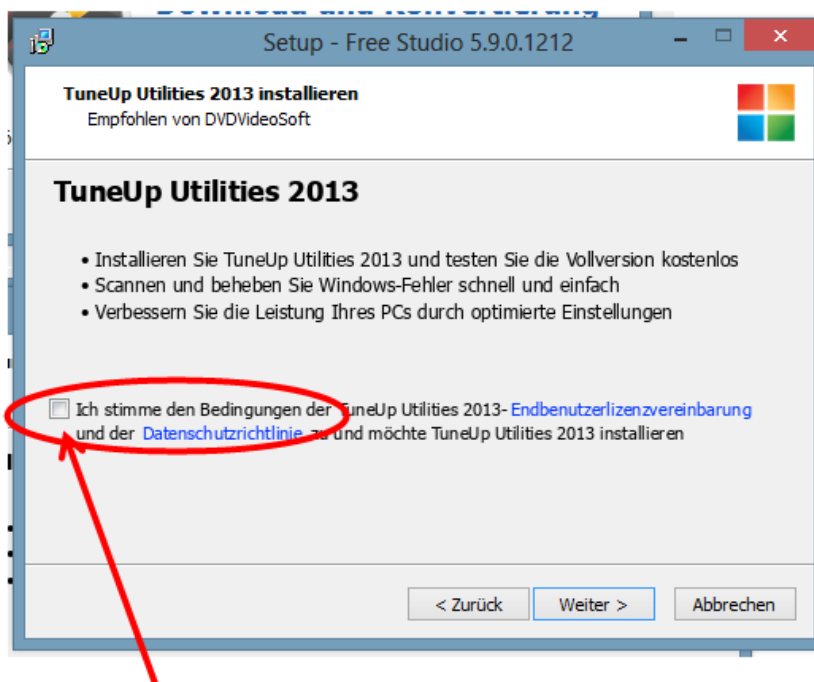 Download und Konvertierung
Setup - Free Studio 5.9.0.1212
TuneUp Utilities 2013 installieren
Empfohlen von DVDVideoSoft
TuneUp Utilities 2013
• Installieren Sie TuneUp Utilities 2013 und testen Sie die Vollversion kostenlos
• Scannen und beheben Sie Windows-Fehler schnell und einfach
• Verbessern Sie die Leistung Ihres PCs durch optimierte Einstellungen
Ich stimme den Bedingungen der TuneUp Utilities 2013- Endbenutzerlizenzvereinbarung
und der Datenschutzrichtlinie zu und möchte TuneUp Utilities 2013 installieren
< Zurück Weiter > Abbrechen